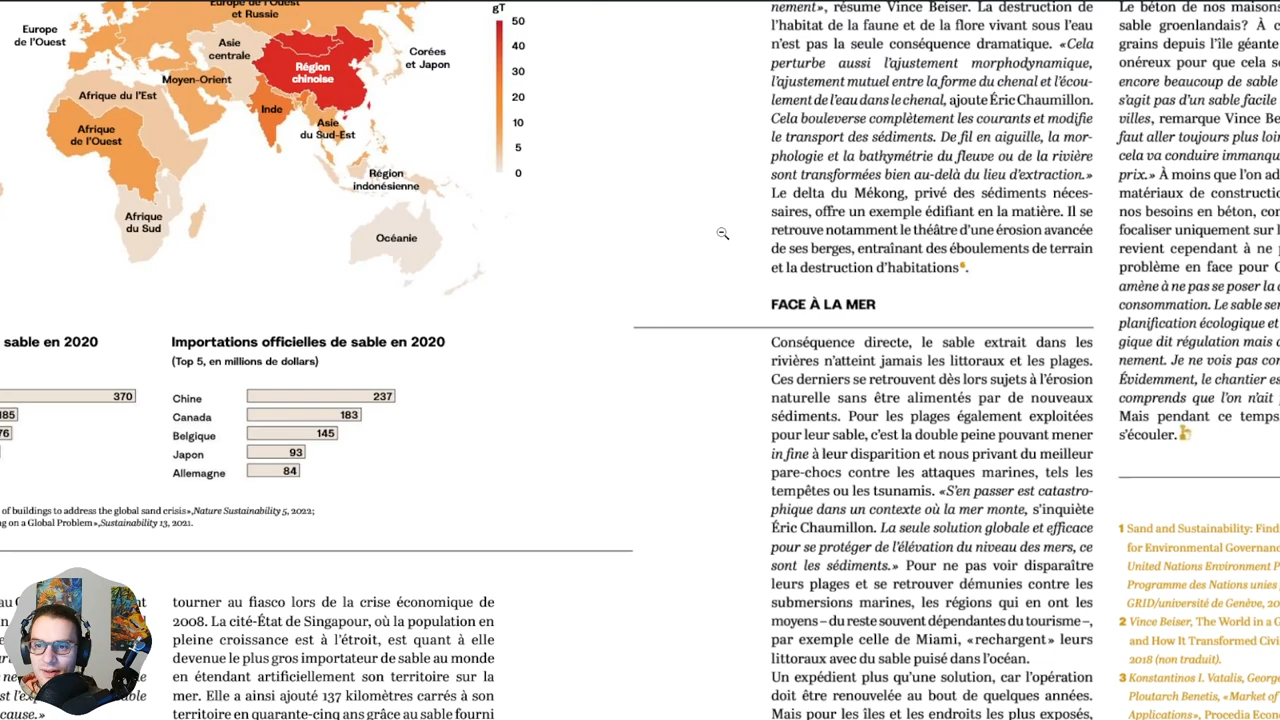 Europe de l'Ouest
et Russie
gT
Europe
de l'Ouest
Asie
centrale
Corées
et Japon
Région
chinoise
Moyen-Orient
Afrique de l'Est
Inde
Afrique
de l'Ouest
Asie
du Sud-Est
Région
indonésienne
Afrique
du Sud
Océanie
50
40
30
20
10
5
0
sable en 2020
370
185
76
Importations officielles de sable en 2020
(Top 5, en millions de dollars)
Chine 237
Canada 183
Belgique 145
Japon 93
Allemagne 84
of buildings to address the global sand crisis», Nature Sustainability 5, 2022;
ng on a Global Problem», Sustainability 13, 2021.
tourner au fiasco lors de la crise économique de
2008. La cité-État de Singapour, où la population en
pleine croissance est à l'étroit, est quant à elle
devenue le plus gros importateur de sable au monde
en étendant artificiellement son territoire sur la
mer. Elle a ainsi ajouté 137 kilomètres carrés à son
territoire en quarante-cinq ans grâce au sable fourni
cause.»
nement», résume Vince Beiser. La destruction de
l'habitat de la faune et de la flore vivant sous l'eau
n'est pas la seule conséquence dramatique. «Cela
perturbe aussi l'ajustement morphodynamique,
l'ajustement mutuel entre la forme du chenal et l'écou-
lement de l'eau dans le chenal, ajoute Éric Chaumillon.
Cela bouleverse complètement les courants et modifie
le transport des sédiments. De fil en aiguille, la mor-
phologie et la bathymétrie du fleuve ou de la rivière
sont transformées bien au-delà du lieu d'extraction.»
Le delta du Mékong, privé des sédiments néces-
saires, offre un exemple édifiant en la matière. Il se
retrouve notamment le théâtre d'une érosion avancée
de ses berges, entraînant des éboulements de terrain
et la destruction d'habitations.
FACE À LA MER
Conséquence directe, le sable extrait dans les
rivières n'atteint jamais les littoraux et les plages.
Ces derniers se retrouvent dès lors sujets à l'érosion
naturelle sans être alimentés par de nouveaux
sédiments. Pour les plages également exploitées
pour leur sable, c'est la double peine pouvant mener
in fine à leur disparition et nous privant du meilleur
pare-chocs contre les attaques marines, tels les
tempêtes ou les tsunamis. «S'en passer est catastro-
phique dans un contexte où la mer monte, s'inquiète
Éric Chaumillon. La seule solution globale et efficace
pour se protéger de l'élévation du niveau des mers, ce
sont les sédiments.» Pour ne pas voir disparaître
leurs plages et se retrouver démunies contre les
submersions marines, les régions qui en ont les
moyens – du reste souvent dépendantes du tourisme –,
par exemple celle de Miami, «rechargent» leurs
littoraux avec du sable puisé dans l'océan.
Un expédient plus qu'une solution, car l'opération
doit être renouvelée au bout de quelques années.
Mais pour les îles et les endroits les plus exposés,
Le béton de nos maisons
sable groenlandais? À c
grains depuis l'île géante
onéreux pour que cela so
encore beaucoup de sable
s'agit pas d'un sable facile
villes, remarque Vince Be
faut aller toujours plus loin
cela va conduire immanqu
prix.» À moins que l'on ad
matériaux de constructio
nos besoins en béton, con
focaliser uniquement sur l
revient cependant à ne p
problème en face pour
amène à ne pas se poser la
consommation. Le sable ser
planification écologique et
gique dit régulation mais
nement. Je ne vois pas con
Évidemment, le chantier es
comprends que l'on n'ait
Mais pendant ce temps
s'écouler.
1 Sand and Sustainability: Find
for Environmental Governanc
United Nations Environment P
Programme des Nations unies
GRID/université de Genève, 20
2 Vince Beiser, The World in a G
and How It Transformed Civi
2018 (non traduit).
3 Konstantinos I. Vatalis, George
Ploutarch Benetis, «Market of
Applications», Procedia Econ